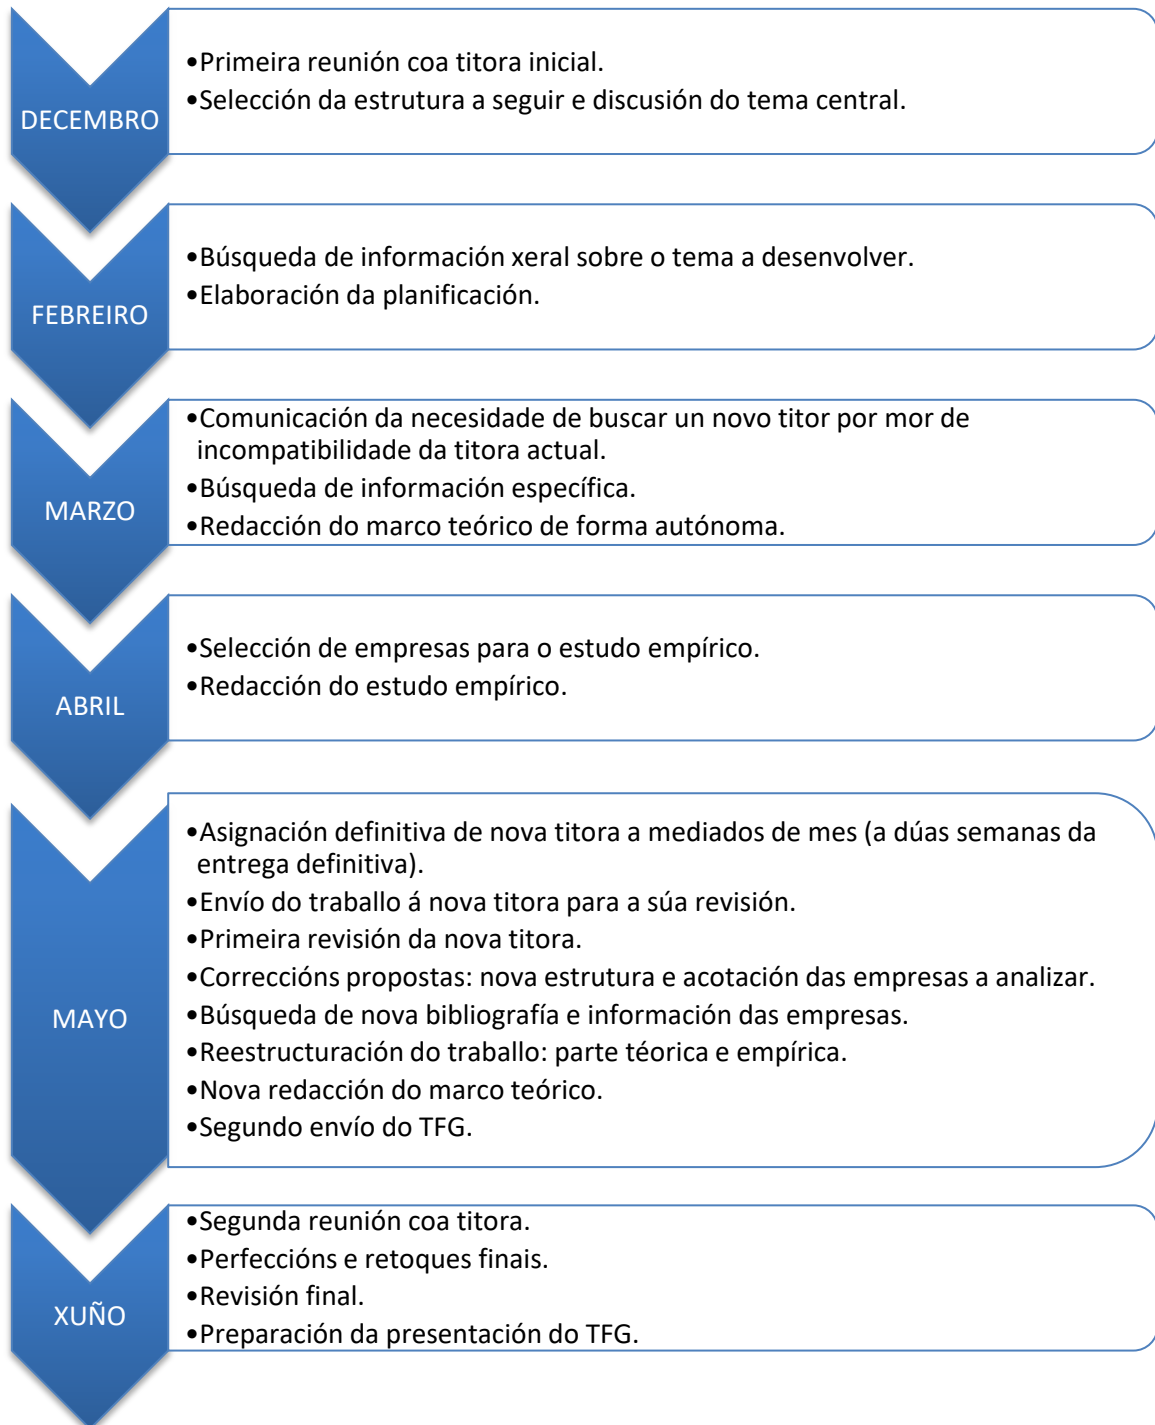 DECEMBRO
•Primeira reunión coa titora inicial.
•Selección da estrutura a seguir e discusión do tema central.
FEBREIRO
•Búsqueda de información xeral sobre o tema a desenvolver.
•Elaboración da planificación.
MARZO
•Comunicación da necesidade de buscar un novo titor por mor de
incompatibilidade da titora actual.
•Búsqueda de información específica.
•Redacción do marco teórico de forma autónoma.
ABRIL
•Selección de empresas para o estudo empírico.
•Redacción do estudo empírico.
MAYO
•Asignación definitiva de nova titora a mediados de mes (a dúas semanas da
entrega definitiva).
•Envío do traballo á nova titora para a súa revisión.
•Primeira revisión da nova titora.
•Correccións propostas: nova estrutura e acotación das empresas a analizar.
•Búsqueda de nova bibliografía e información das empresas.
•Reestructuración do traballo: parte téorica e empírica.
•Nova redacción do marco teórico.
•Segundo envío do TFG.
XUÑO
•Segunda reunión coa titora.
•Perfeccións e retoques finais.
•Revisión final.
•Preparación da presentación do TFG.